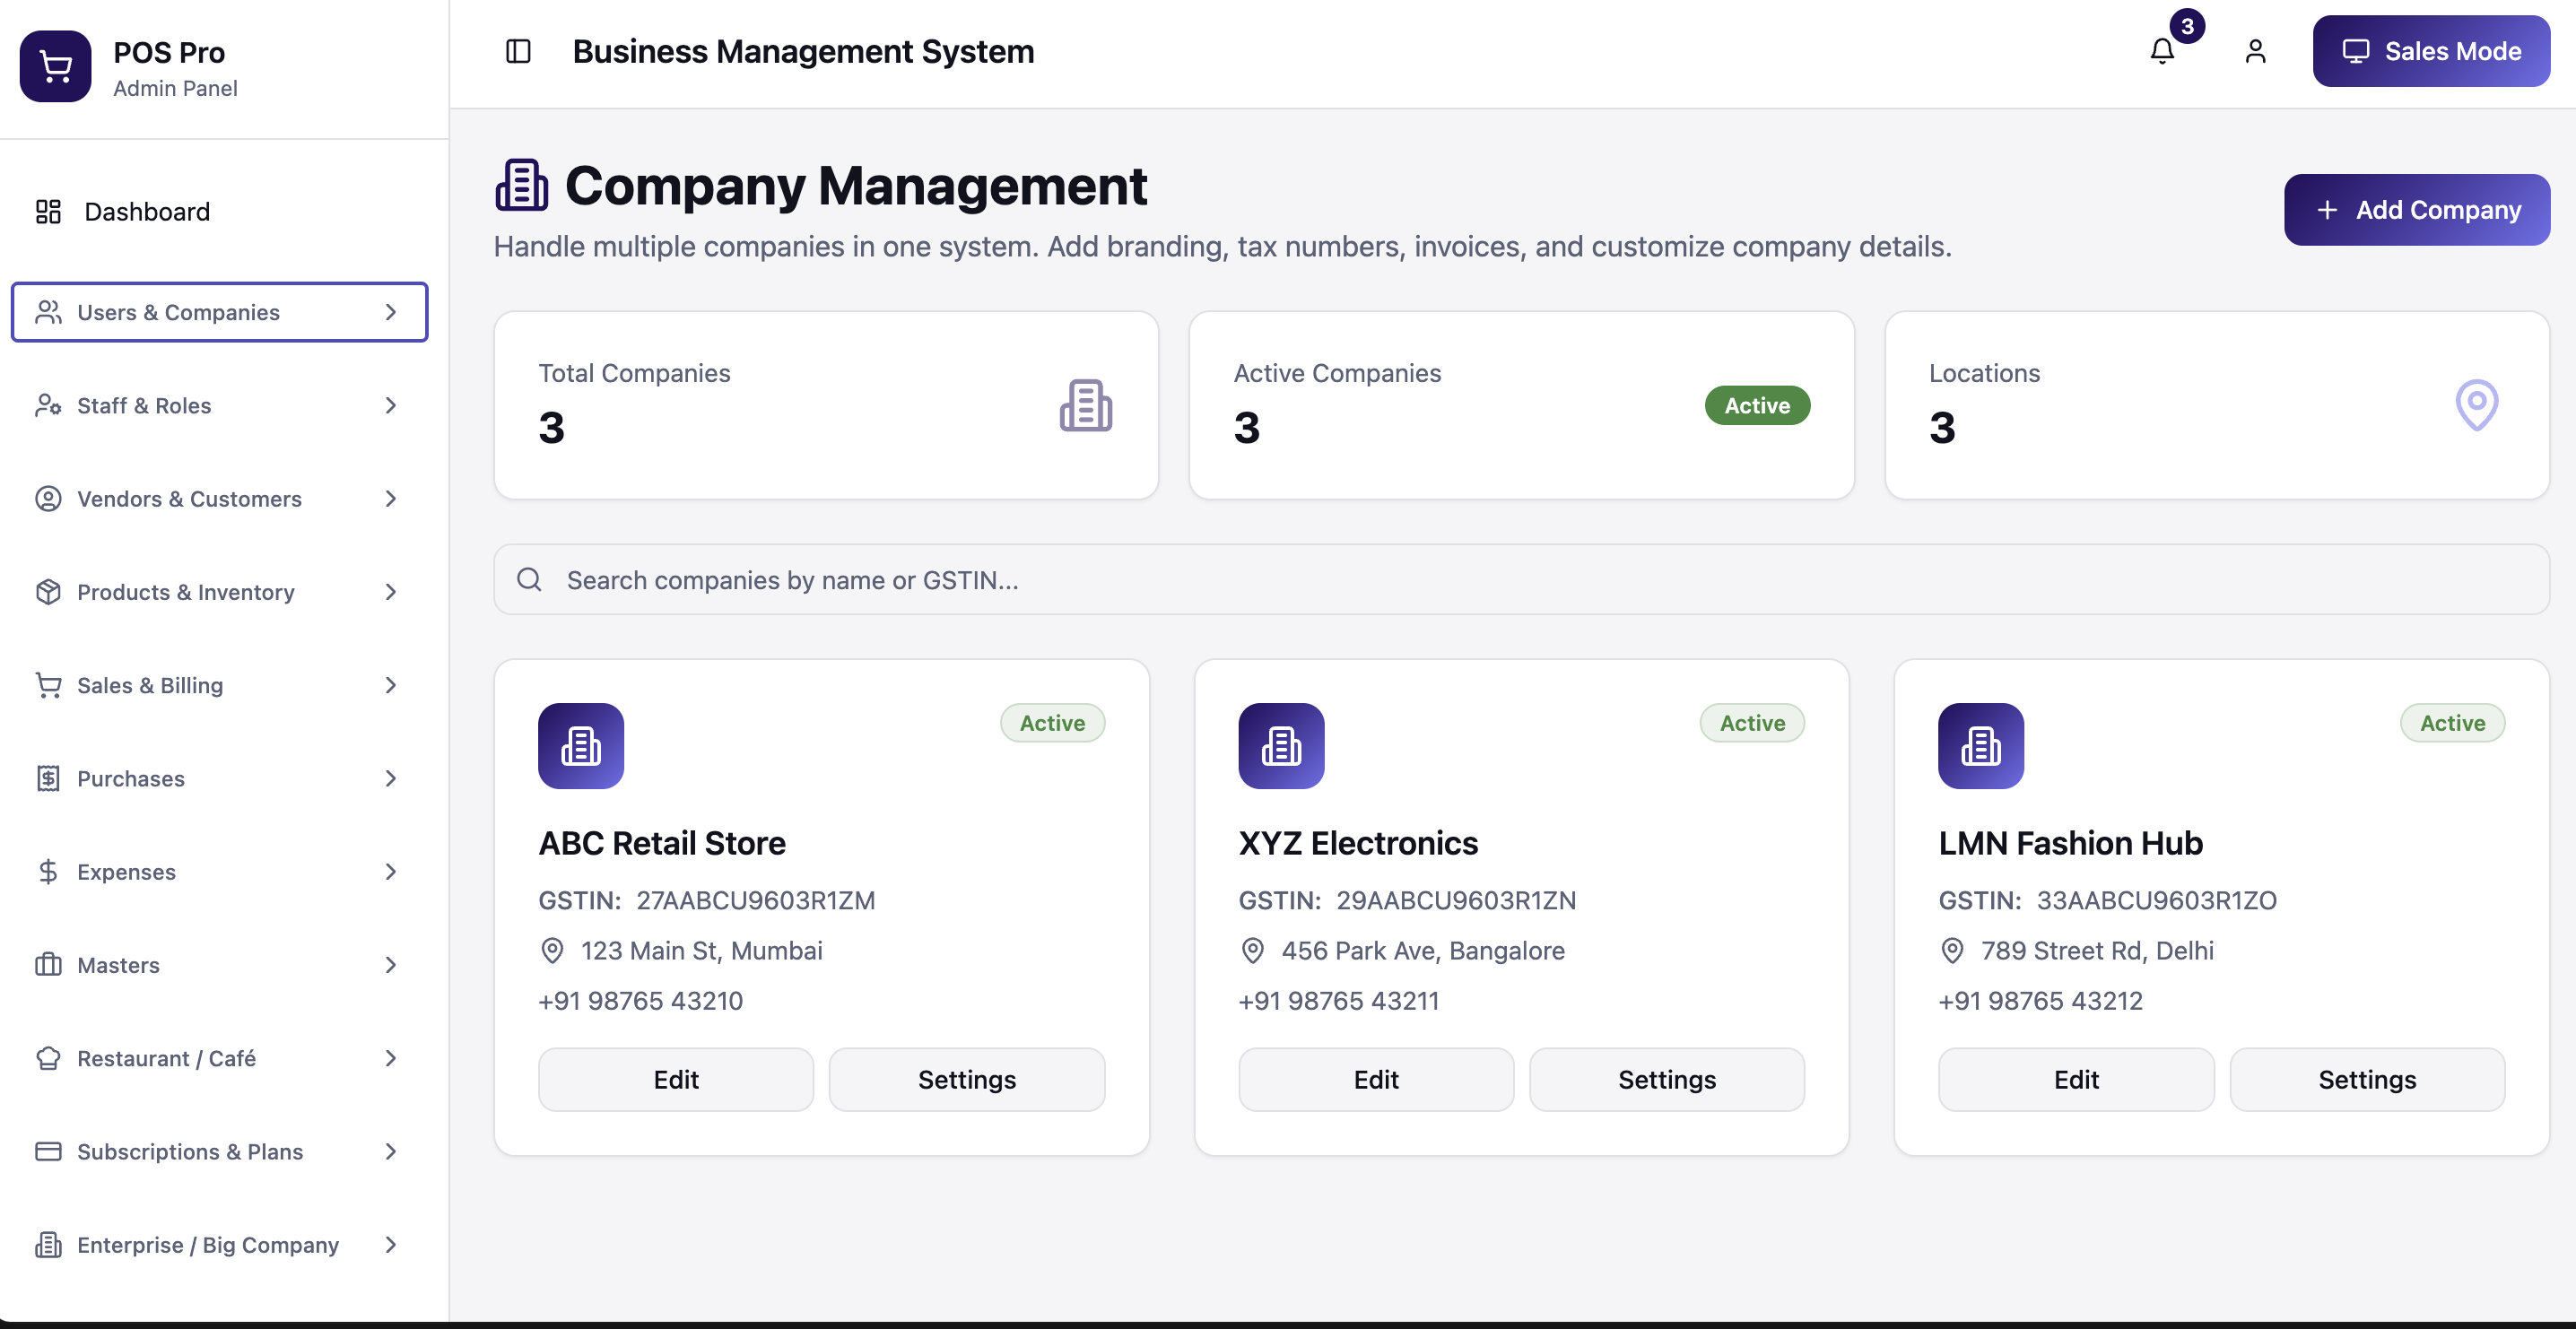 POS Pro
Admin Panel
Dashboard
Users & Companies
Staff & Roles
Vendors & Customers
Products & Inventory
Sales & Billing
Purchases
Expenses
Masters
Restaurant / Café
Subscriptions & Plans
Enterprise / Big Company
Business Management System
3
Sales Mode
Company Management
Handle multiple companies in one system. Add branding, tax numbers, invoices, and customize company details.
+ Add Company
Total Companies
3
Active Companies
3
Active
Locations
3
Search companies by name or GSTIN...
Active
ABC Retail Store
GSTIN: 27AABCU9603R1ZM
123 Main St, Mumbai
+91 98765 43210
Edit
Settings
Active
XYZ Electronics
GSTIN: 29AABCU9603R1ZN
456 Park Ave, Bangalore
+91 98765 43211
Edit
Settings
Active
LMN Fashion Hub
GSTIN: 33AABCU9603R1ZO
789 Street Rd, Delhi
+91 98765 43212
Edit
Settings